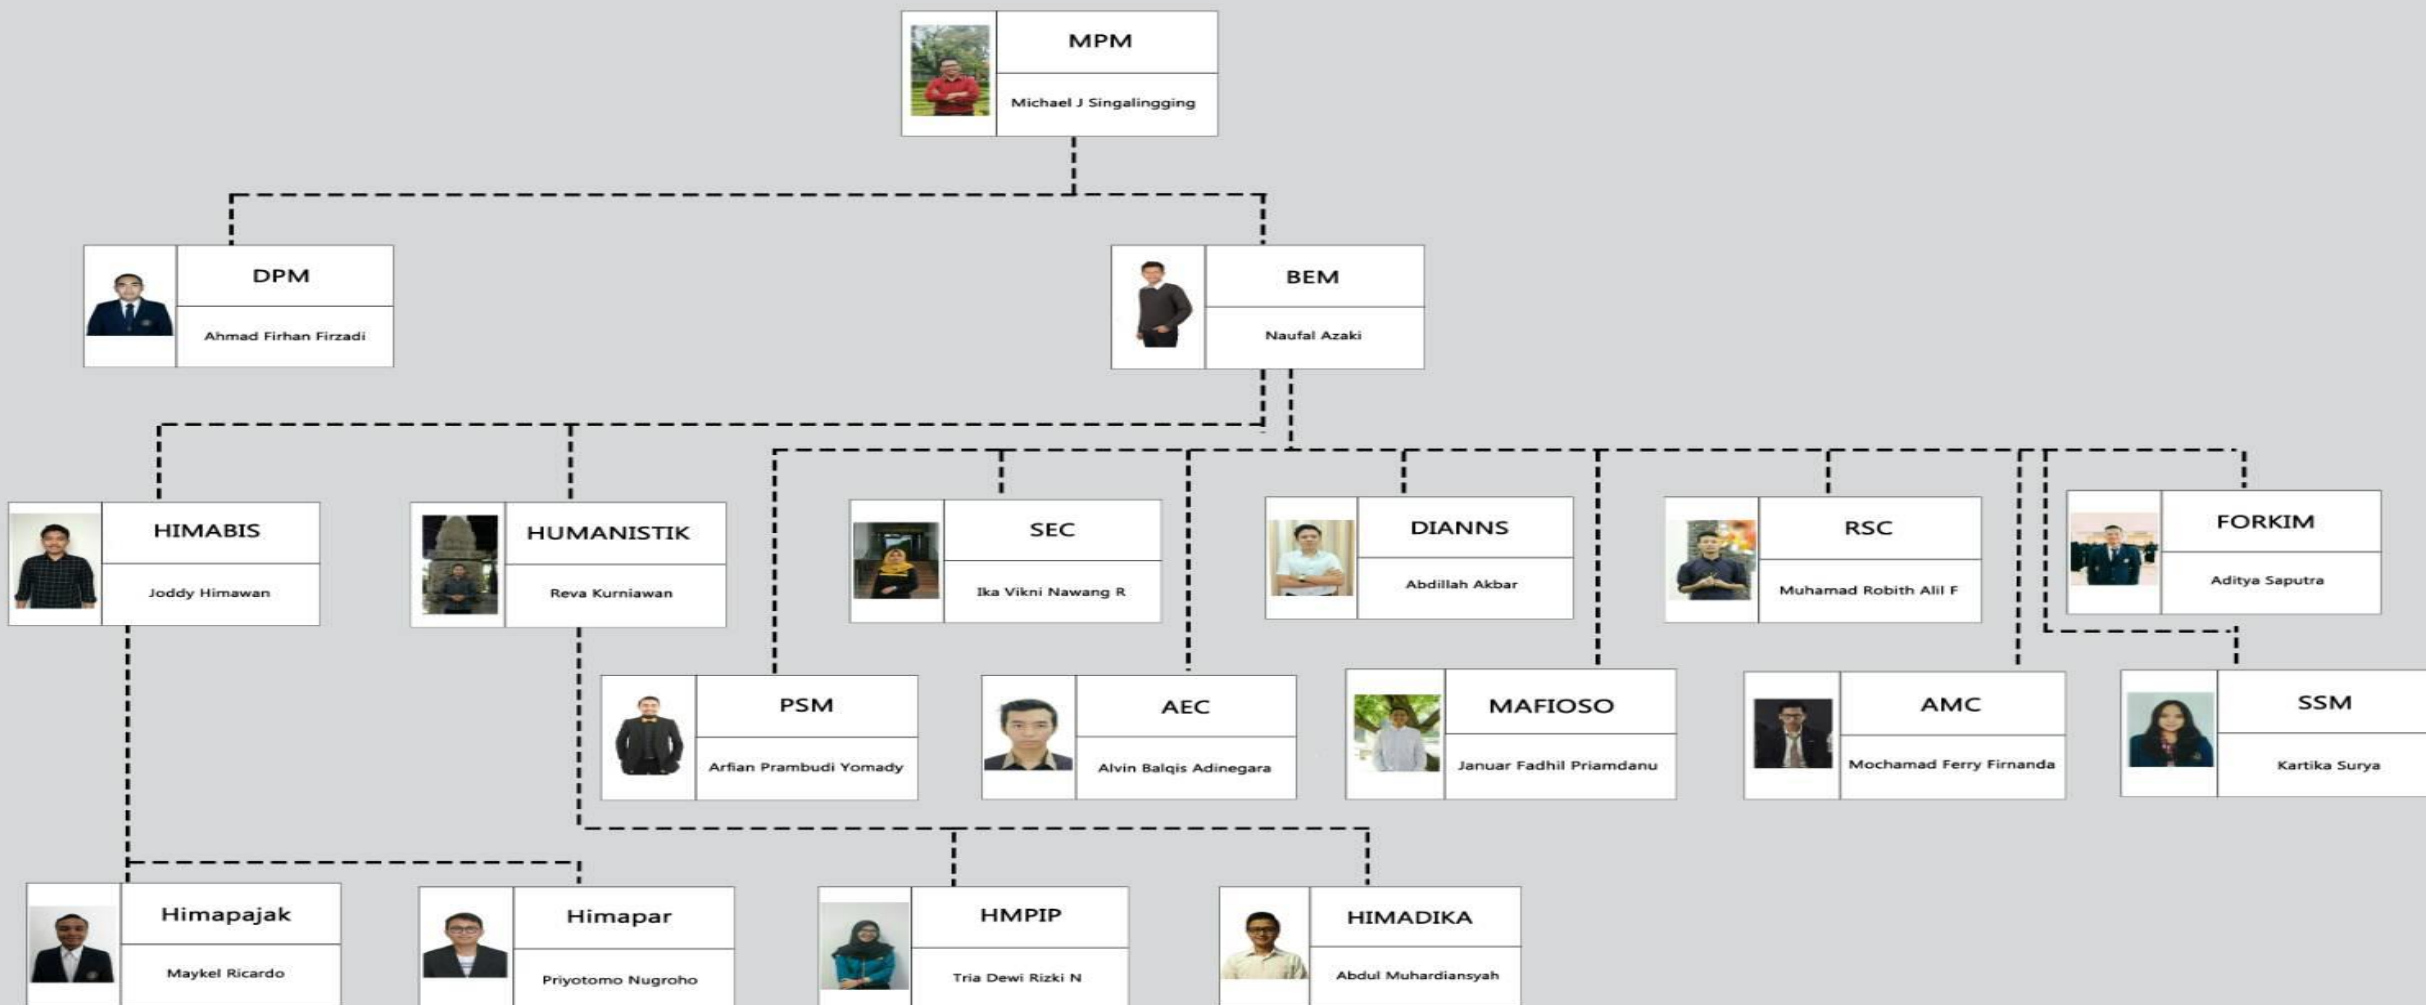 MPM
Michael J Singalingging
DPM
Ahmad Firhan Firzadi
BEM
Naufal Azaki
HIMABIS
Joddy Himawan
HUMANISTIK
Reva Kurniawan
SEC
Ika Vikni Nawang R
DIANNS
Abdillah Akbar
RSC
Muhamad Robith Alil F
FORKIM
Aditya Saputra
PSM
Arfian Prambudi Yomady
AEC
Alvin Balqis Adinegara
MAFIOSO
Januar Fadhil Priamdanu
AMC
Mochamad Ferry Firnanda
SSM
Kartika Surya
Himapajak
Maykel Ricardo
Himapar
Priyotomo Nugroho
HMPIP
Tria Dewi Rizki N
HIMADIKA
Abdul Muhardiansyah